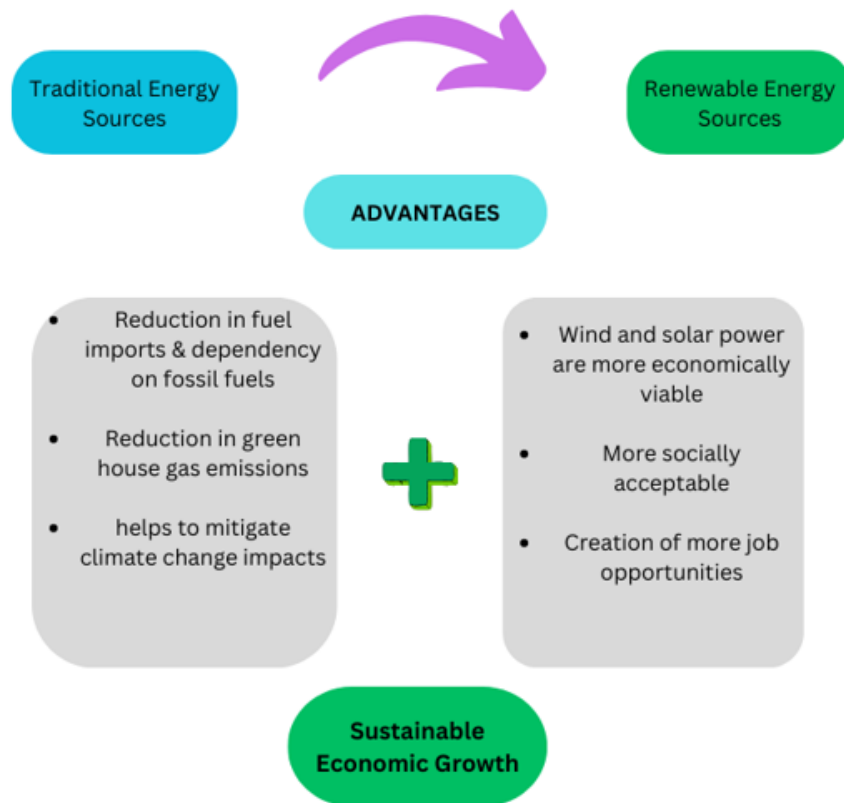 Traditional Energy
Sources
Renewable Energy
Sources
ADVANTAGES
• Reduction in fuel
imports & dependency
on fossil fuels
• Reduction in green
house gas emissions
• helps to mitigate
climate change impacts
• Wind and solar power
are more economically
viable
• More socially
acceptable
• Creation of more job
opportunities
Sustainable
Economic Growth